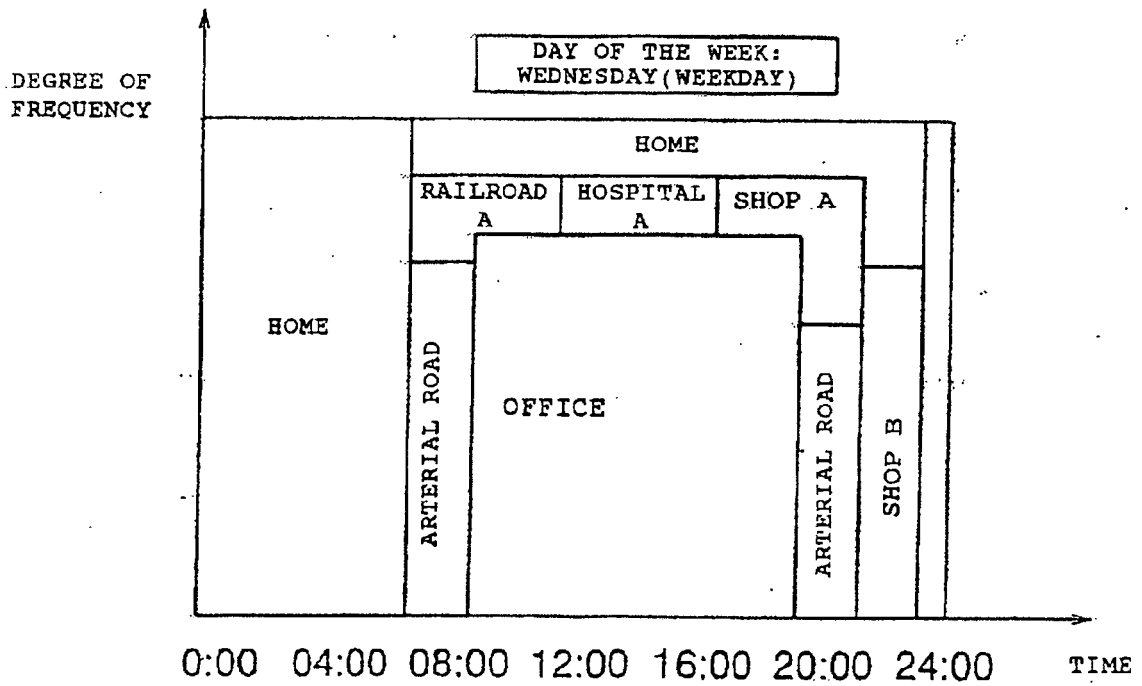 DAY OF THE WEEK:
WEDNESDAY(WEEKDAY)
DEGREE OF
FREQUENCY
HOME
RAILROAD
A
HOSPITAL
A
SHOP A
HOME
ARTERIAL ROAD
OFFICE
ARTERIAL ROAD
SHOP B
0:00 04:00 08:00 12:00 16:00 20:00 24:00 TIME